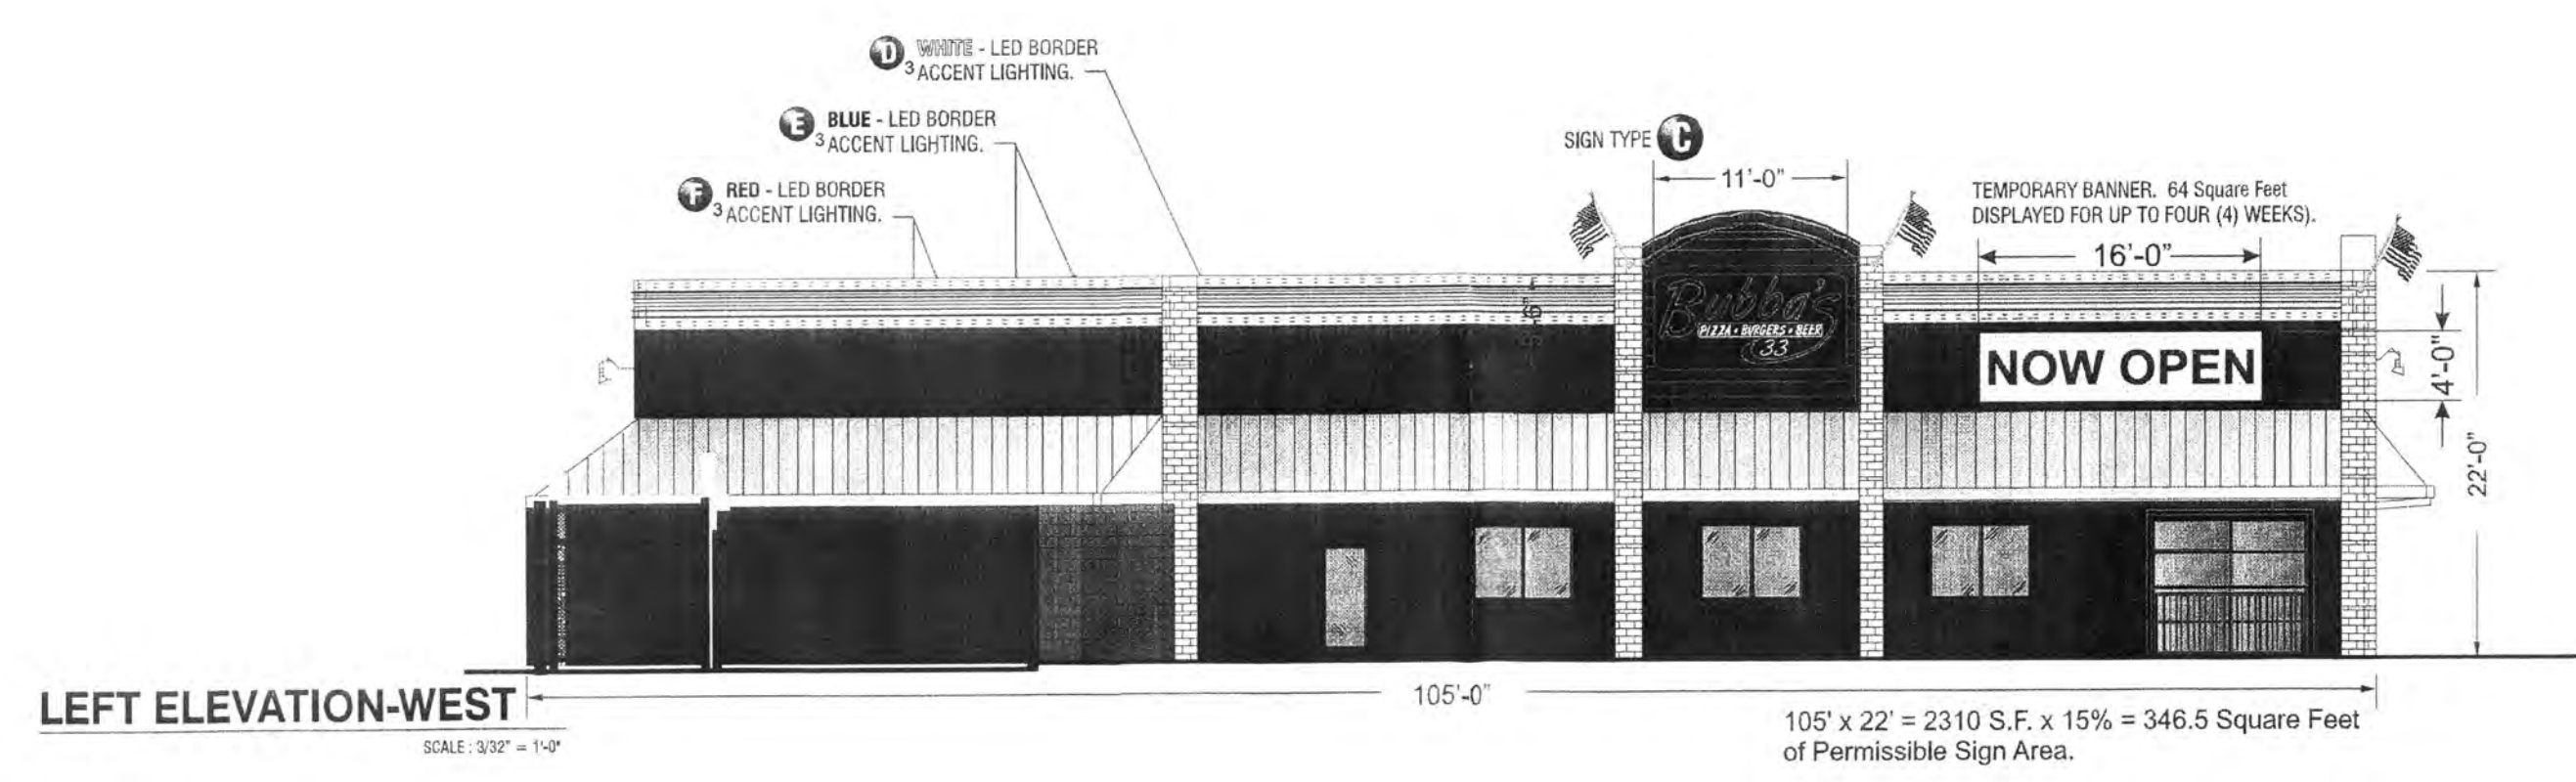 D WHITE - LED BORDER
3 ACCENT LIGHTING.
E BLUE - LED BORDER
3 ACCENT LIGHTING.
F RED - LED BORDER
3 ACCENT LIGHTING.
SIGN TYPE C
11'-0"
TEMPORARY BANNER. 64 Square Feet
DISPLAYED FOR UP TO FOUR (4) WEEKS).
16'-0"
Bubba's
PIZZA • BURGERS • BEER
33
NOW OPEN
4'-0"
22'-0"
105'-0"
LEFT ELEVATION-WEST
SCALE : 3/32" = 1'-0"
105' x 22' = 2310 S.F. x 15% = 346.5 Square Feet
of Permissible Sign Area.